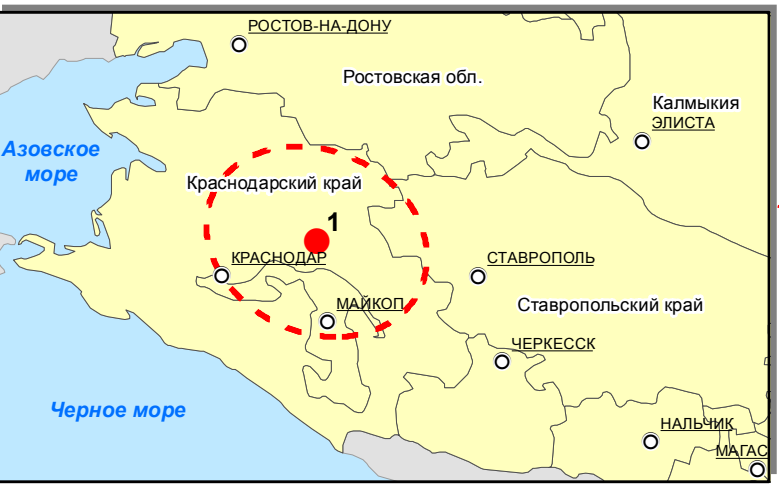 РОСТОВ-НА-ДОНУ
Ростовская обл.
Калмыкия
ЭЛИСТА
Азовское
море
Краснодарский край
1
КРАСНОДАР
СТАВРОПОЛЬ
МАЙКОП
Ставропольский край
ЧЕРКЕССК
Черное море
НАЛЬЧИК
МАГАС